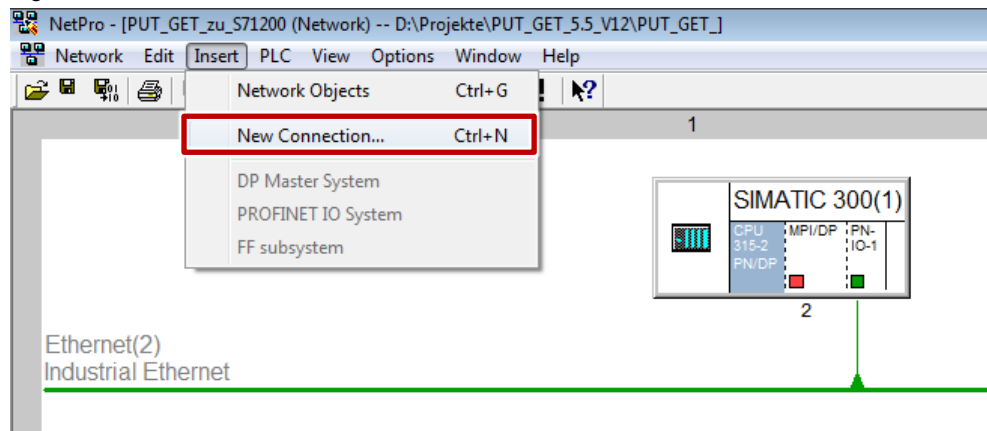 NetPro - [PUT_GET_zu_S71200 (Network) -- D:\Projekte\PUT_GET_5.5_V12\PUT_GET_]
Network Edit Insert PLC View Options Window Help
Network Objects Ctrl+G
1
New Connection... Ctrl+N
DP Master System
PROFINET IO System
FF subsystem
SIMATIC 300(1)
CPU 315-2 PN/DP
MPI/DP
PN-IO-1
2
Ethernet(2)
Industrial Ethernet